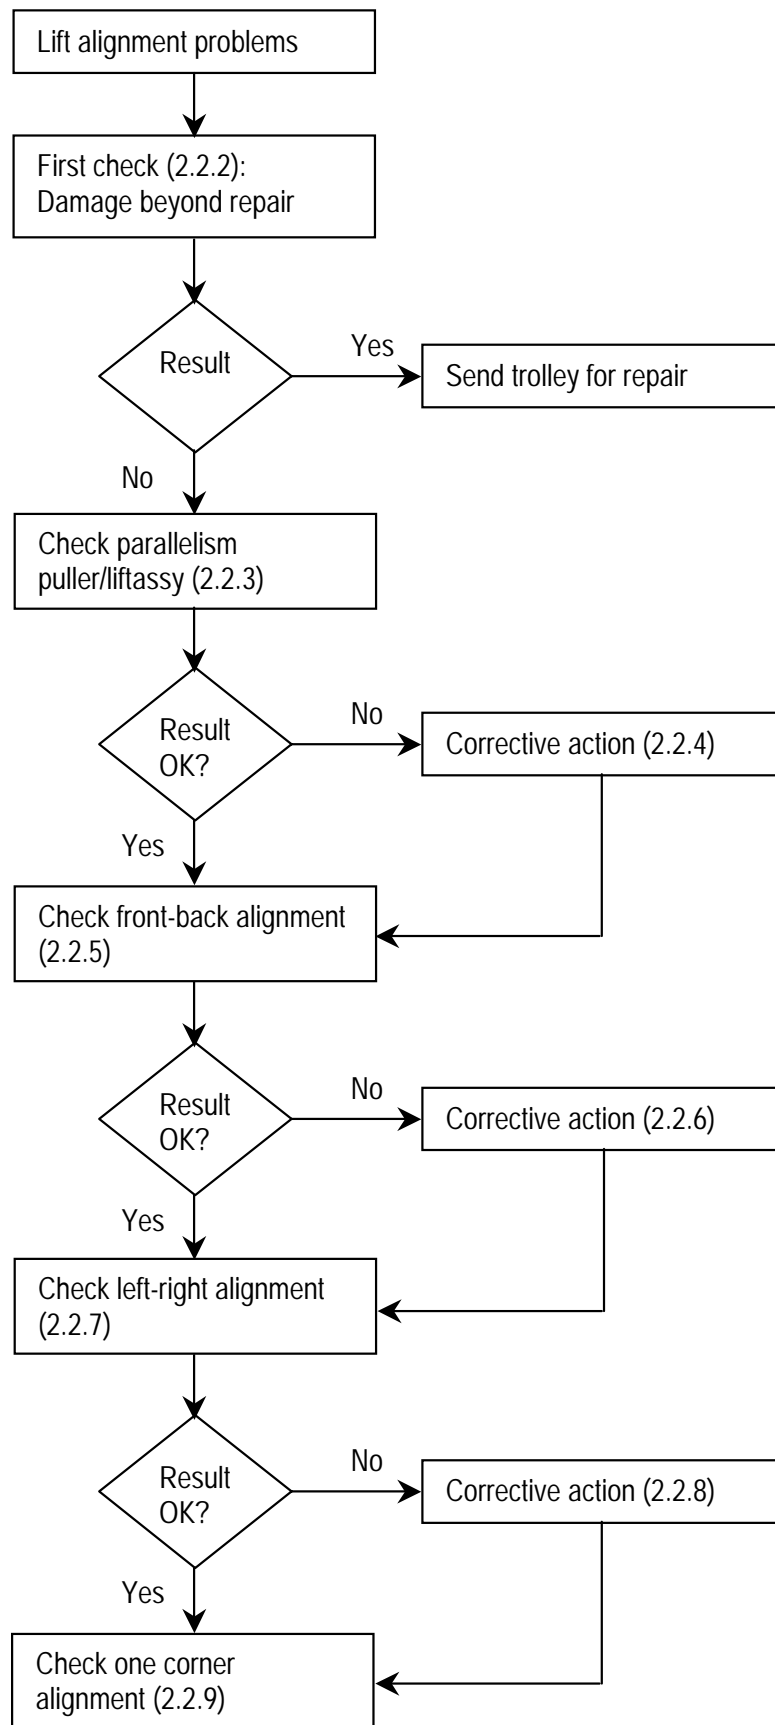 Lift alignment problems
First check (2.2.2):
Damage beyond repair
Result
Yes
Send trolley for repair
No
Check parallelism
puller/liftassy (2.2.3)
Result
OK?
No
Corrective action (2.2.4)
Yes
Check front-back alignment
(2.2.5)
Result
OK?
No
Corrective action (2.2.6)
Yes
Check left-right alignment
(2.2.7)
Result
OK?
No
Corrective action (2.2.8)
Yes
Check one corner
alignment (2.2.9)